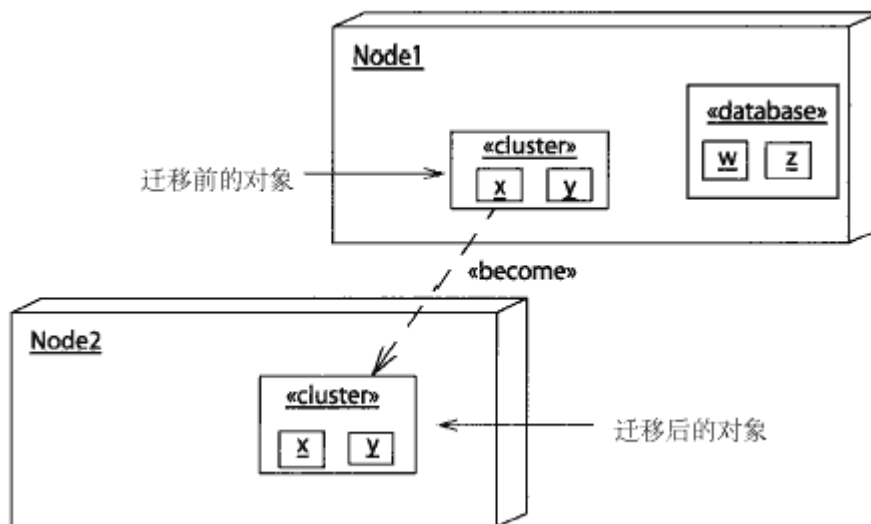 Node1
«database»
w z
«cluster»
x y
迁移前的对象
«become»
Node2
«cluster»
x y
迁移后的对象